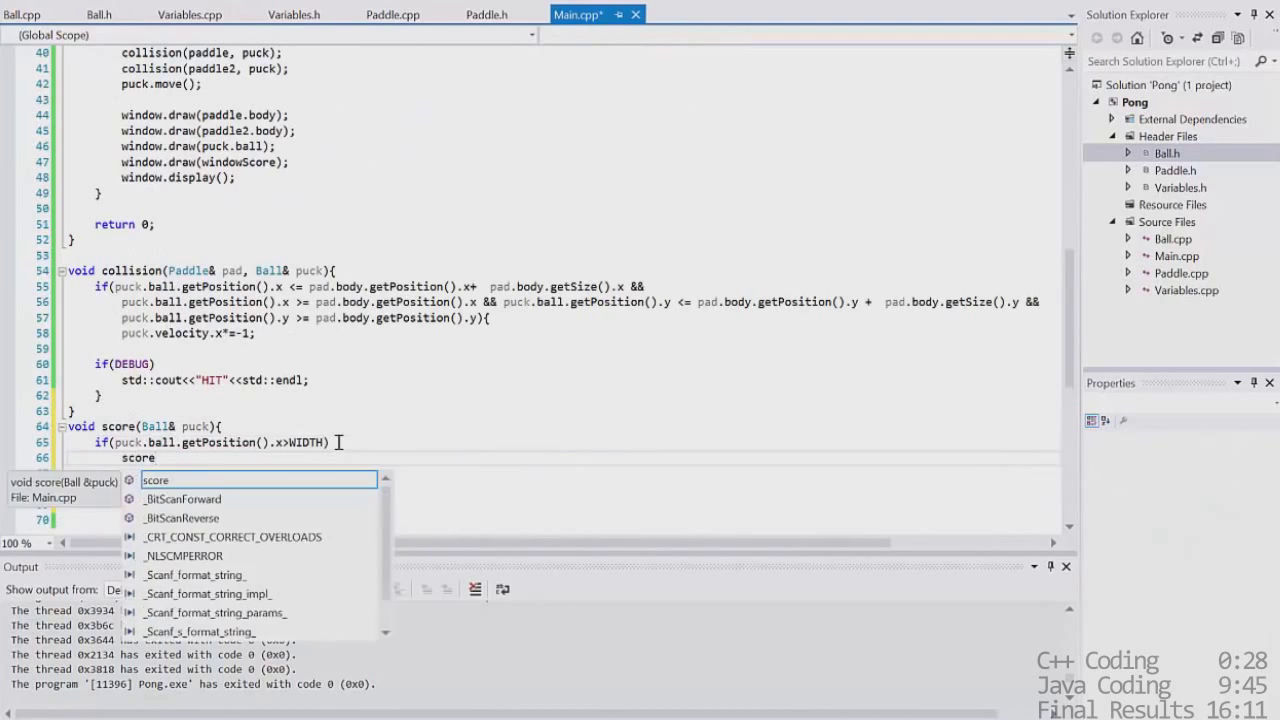 Ball.cpp Ball.h Variables.cpp Variables.h Paddle.cpp Paddle.h Main.cpp*
(Global Scope)
40 collision(paddle, puck);
41 collision(paddle2, puck);
42 puck.move();
43
44 window.draw(paddle.body);
45 window.draw(paddle2.body);
46 window.draw(puck.ball);
47 window.draw(windowScore);
48 window.display();
49 }
50
51 return 0;
52 }
53
54 void collision(Paddle& pad, Ball& puck){
55 if(puck.ball.getPosition().x <= pad.body.getPosition().x+ pad.body.getSize().x &&
56 puck.ball.getPosition().x >= pad.body.getPosition().x && puck.ball.getPosition().y <= pad.body.getPosition().y + pad.body.getSize().y &&
57 puck.ball.getPosition().y >= pad.body.getPosition().y){
58 puck.velocity.x*=-1;
59
60 if(DEBUG)
61 std::cout<<"HIT"<<std::endl;
62 }
63 }
64 void score(Ball& puck){
65 if(puck.ball.getPosition().x>WIDTH)
66 score
70
void score(Ball &puck)
File: Main.cpp
score
_BitScanForward
_BitScanReverse
_CRT_CONST_CORRECT_OVERLOADS
_NLSCMPERROR
_Scanf_format_string_
_Scanf_format_string_impl_
_Scanf_format_string_params_
_Scanf_s_format_string_
100 %
Output
Show output from: De
The thread 0x3934
The thread 0x3b6c
The thread 0x3644 has exited with code 0 (0x0).
The thread 0x2134 has exited with code 0 (0x0).
The thread 0x3818 has exited with code 0 (0x0).
The program '[11396] Pong.exe' has exited with code 0 (0x0).
Solution Explorer
Search Solution Explorer (Ctrl+;)
Solution 'Pong' (1 project)
Pong
External Dependencies
Header Files
Ball.h
Paddle.h
Variables.h
Resource Files
Source Files
Ball.cpp
Main.cpp
Paddle.cpp
Variables.cpp
Properties
C++ Coding 0:28
Java Coding 9:45
Final Results 16:11